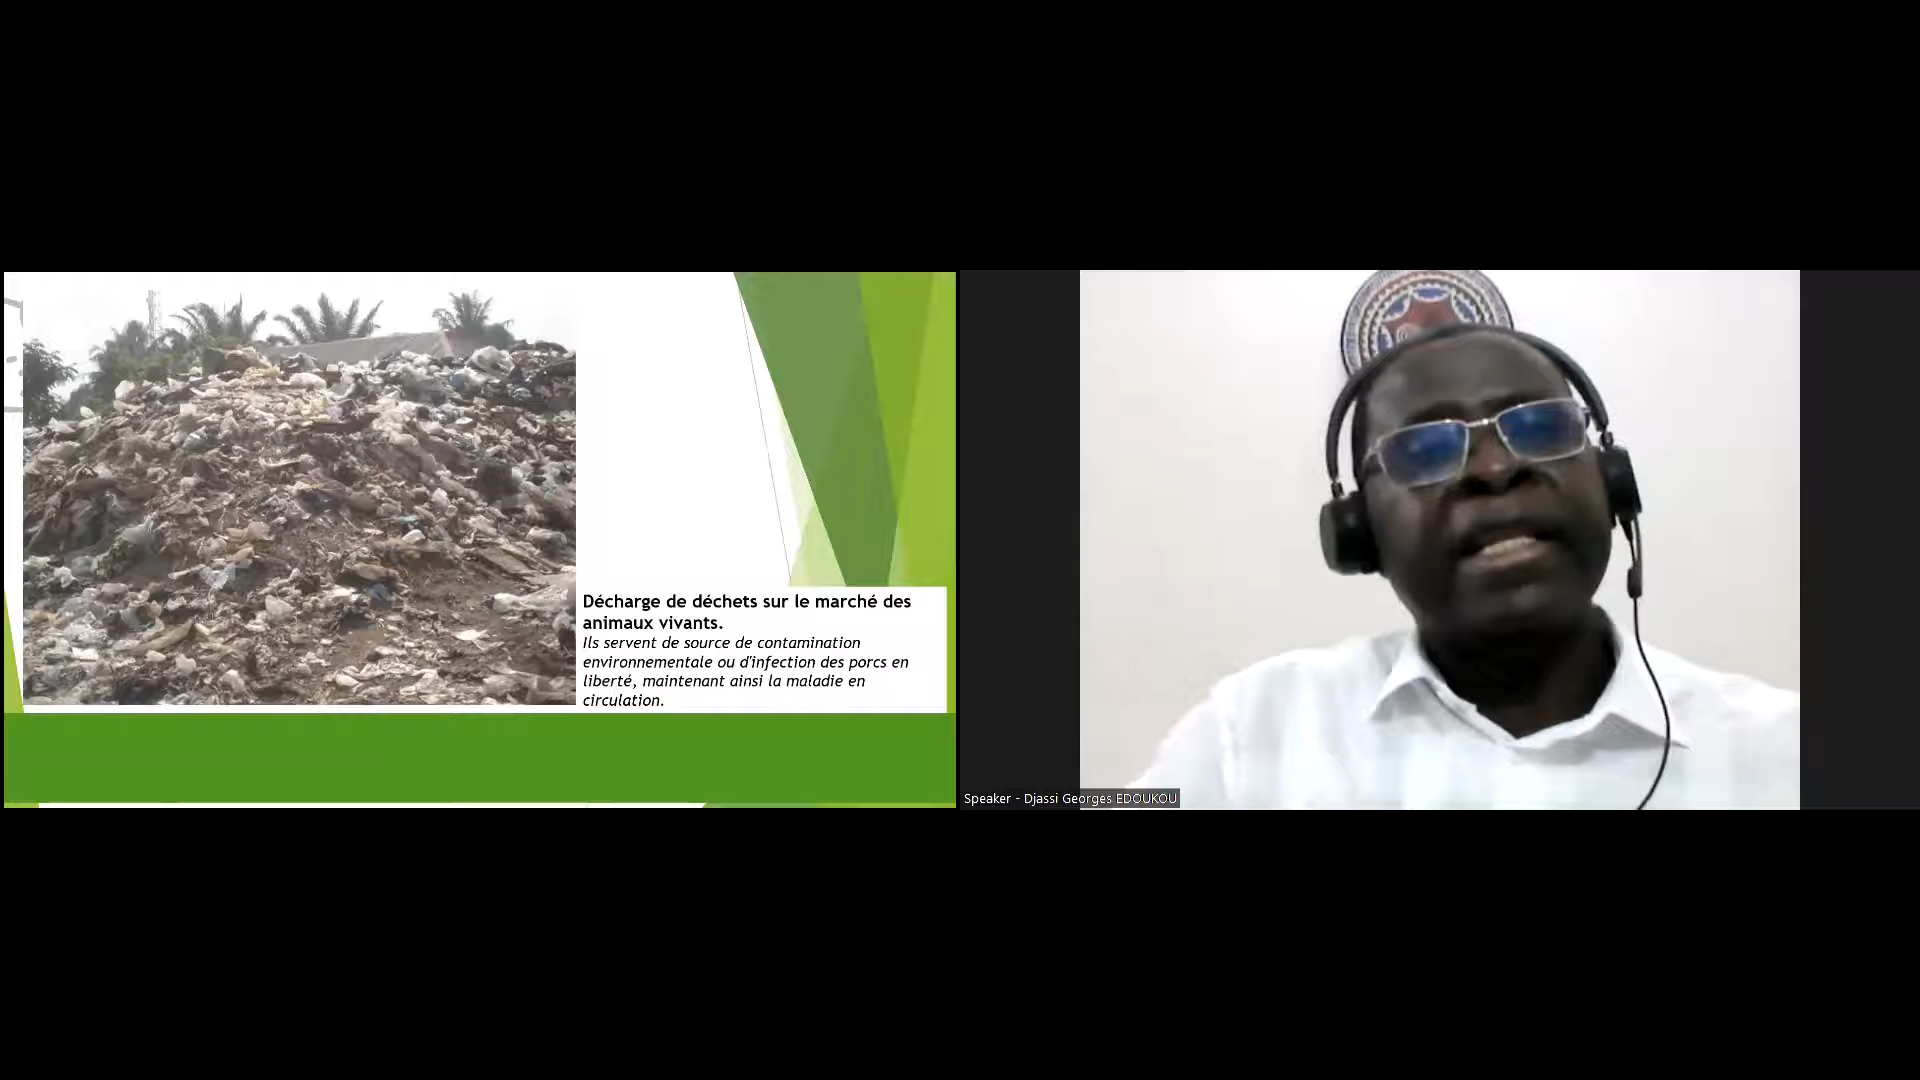 Décharge de déchets sur le marché des
animaux vivants.
Ils servent de source de contamination
environnementale ou d'infection des porcs en
liberté, maintenant ainsi la maladie en
circulation.
Speaker - Djassi Georges EDOUKOU